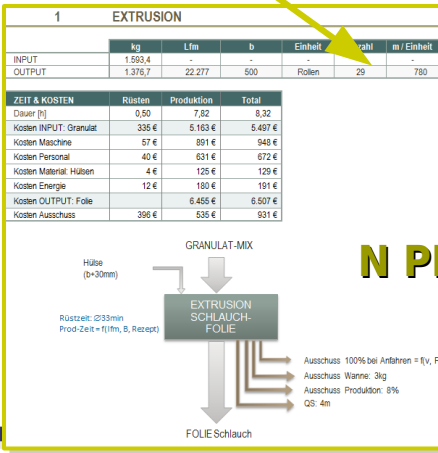 1 EXTRUSION
kg Lfm b Einheit m / Einheit
INPUT 1.593,4 - - - - -
OUTPUT 1.376,7 22.277 500 Rollen 29 780
ZEIT & KOSTEN Rüsten Produktion Total
Dauer [h] 0,50 7,82 8,32
Kosten INPUT: Granulat 335 € 5.163 € 5.497 €
Kosten Maschine 57 € 891 € 948 €
Kosten Personal 40 € 631 € 672 €
Kosten Material: Hülsen 4 € 125 € 129 €
Kosten Energie 12 € 180 € 191 €
Kosten OUTPUT: Folie 6.455 € 6.507 €
Kosten Ausschuss 396 € 535 € 931 €
GRANULAT-MIX
Hülse
(b+30mm)
N P
EXTRUSION
SCHLAUCH-
FOLIE
Rüstzeit: ∅33min
Prod-Zeit = f(lfm, B, Rezept)
Ausschuss 100% bei Anfahren = f(v, F
Ausschuss Wanne: 3kg
Ausschuss Produktion: 8%
QS: 4m
FOLIE Schlauch